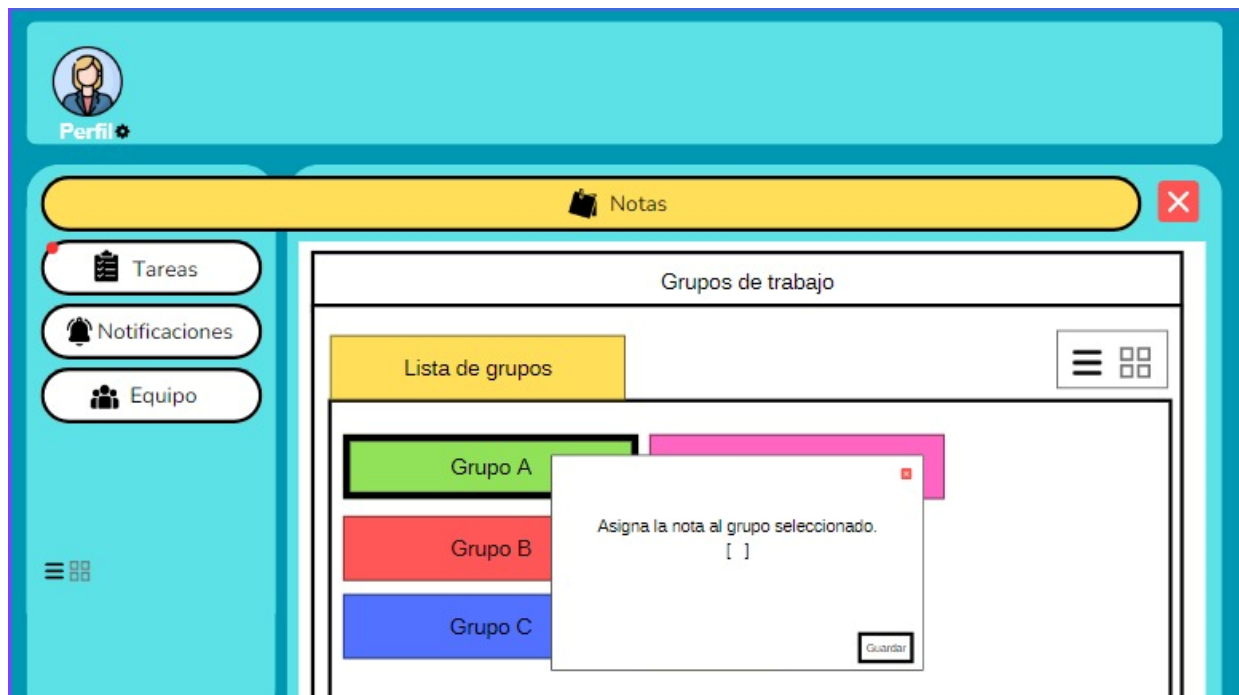 Perfil
Notas
Tareas
Notificaciones
Equipo
Grupos de trabajo
Lista de grupos
Grupo A
Grupo B
Grupo C
Asigna la nota al grupo seleccionado.
[ ]
Guardar